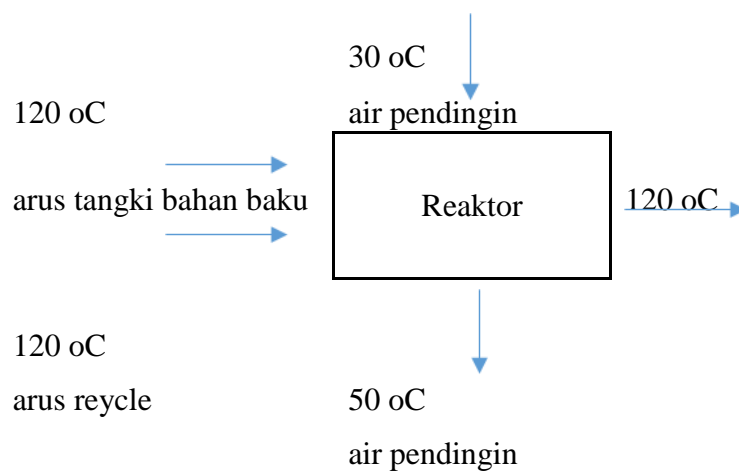 30 oC
120 oC
air pendingin
arus tangki bahan baku
Reaktor
120 oC
120 oC
arus reycle
50 oC
air pendingin